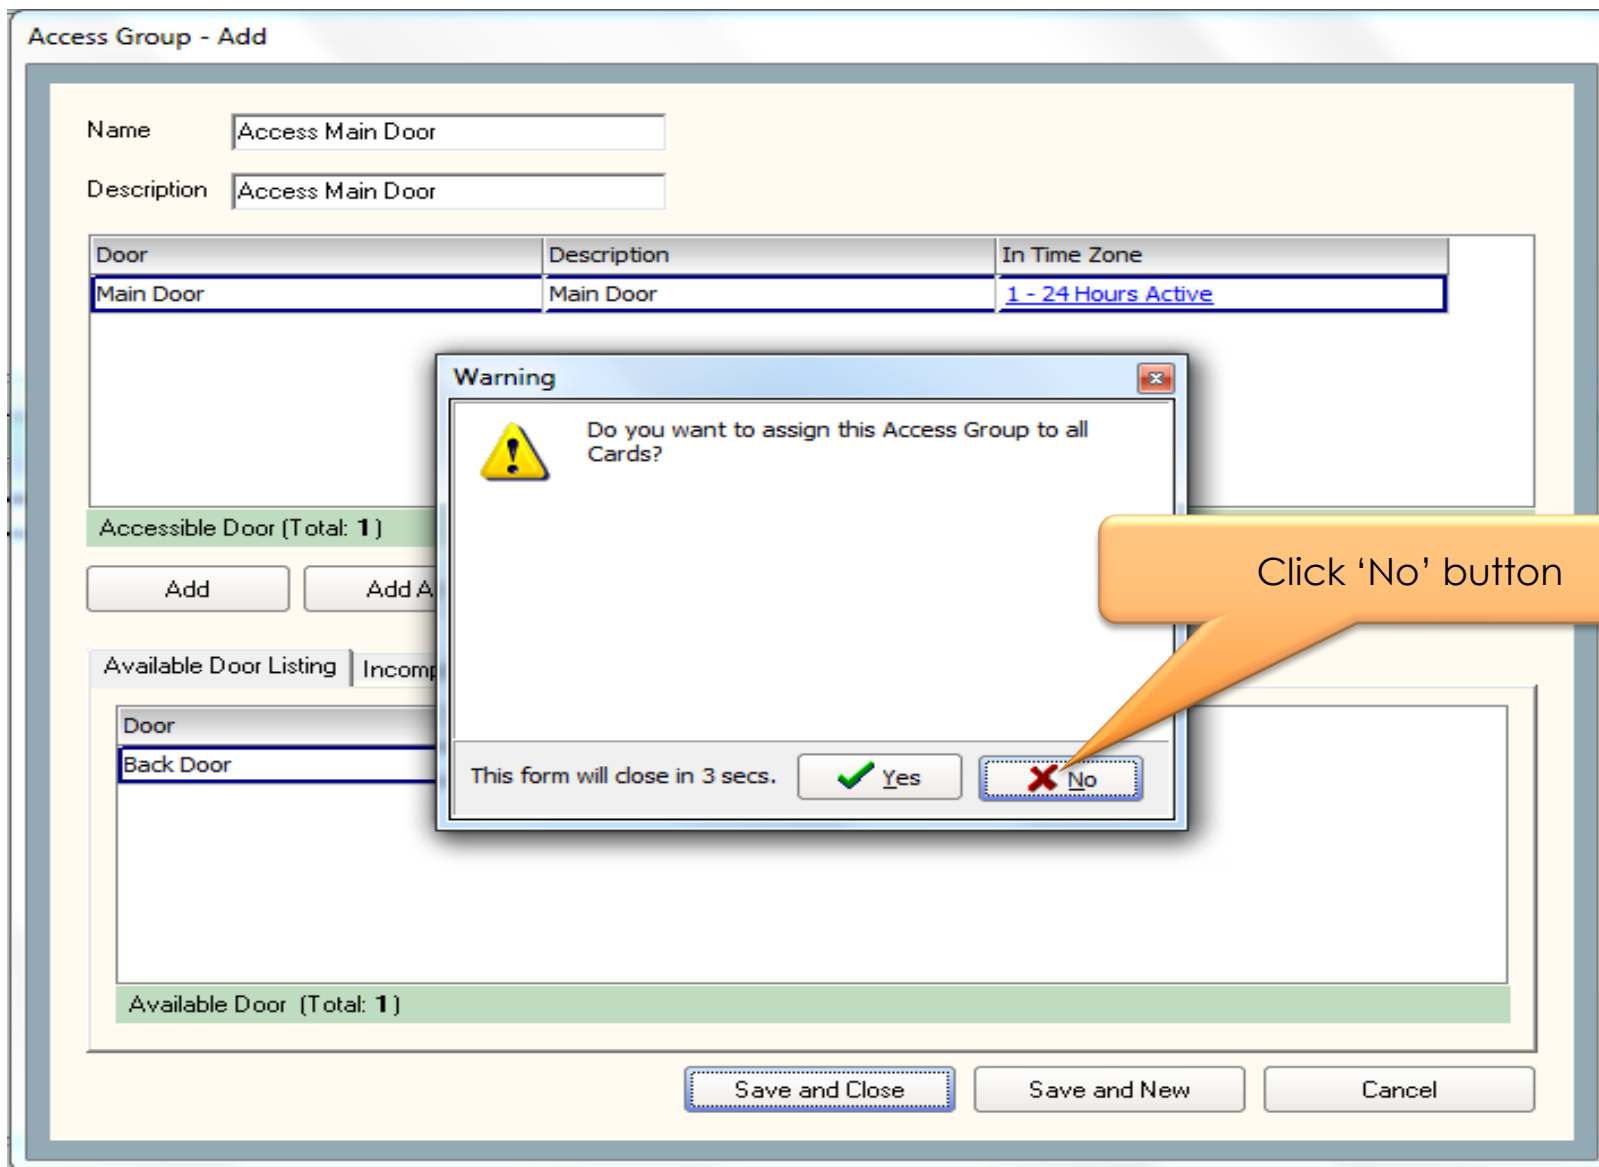 Access Group - Add
Name Access Main Door
Description Access Main Door
Door Description In Time Zone
Main Door Main Door 1 - 24 Hours Active
Warning
Do you want to assign this Access Group to all
Cards?
Accessible Door (Total: 1)
Click ‘No’ button
Add Add A
Available Door Listing Incomp
Door
Back Door
This form will close in 3 secs. Yes No
Available Door (Total: 1)
Save and Close Save and New Cancel